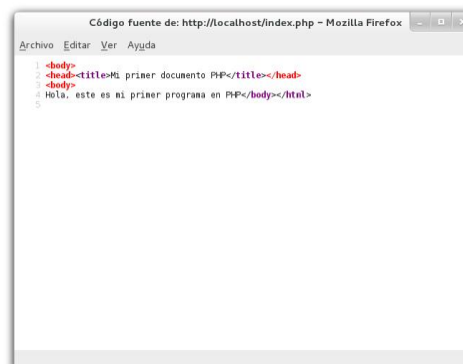 Código fuente de: http://localhost/index.php – Mozilla Firefox
Archivo Editar Ver Ayuda
1 <body>
2 <head><title>Mi primer documento PHP</title></head>
3 <body>
4 Hola, este es mi primer programa en PHP</body></html>
5